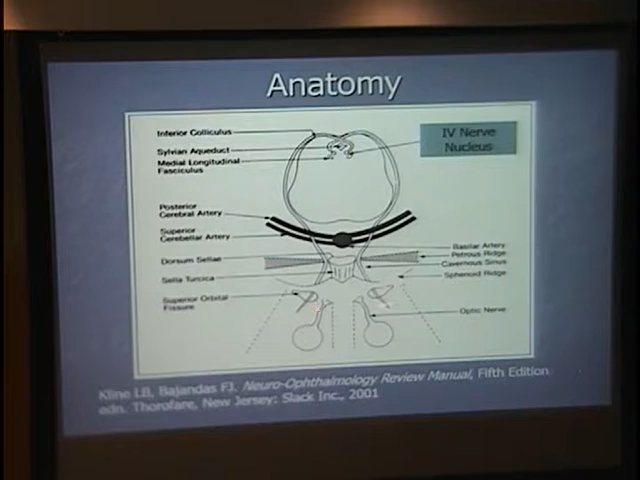 Anatomy
Inferior Colliculus
Sylvian Aqueduct
Medial Longitudinal
Fasciculus
IV Nerve
Nucleus
Posterior
Cerebral Artery
Superior
Cerebellar Artery
Dorsum Sellae
Sella Turcica
Superior Orbital
Fissure
Basilar Artery
Petrous Ridge
Cavernous Sinus
Sphenoid Ridge
Optic Nerve
Kline LB, Bajandas FJ. Neuro-Ophthalmology Review Manual, Fifth Edition
edn. Thorofare, New Jersey: Slack Inc., 2001